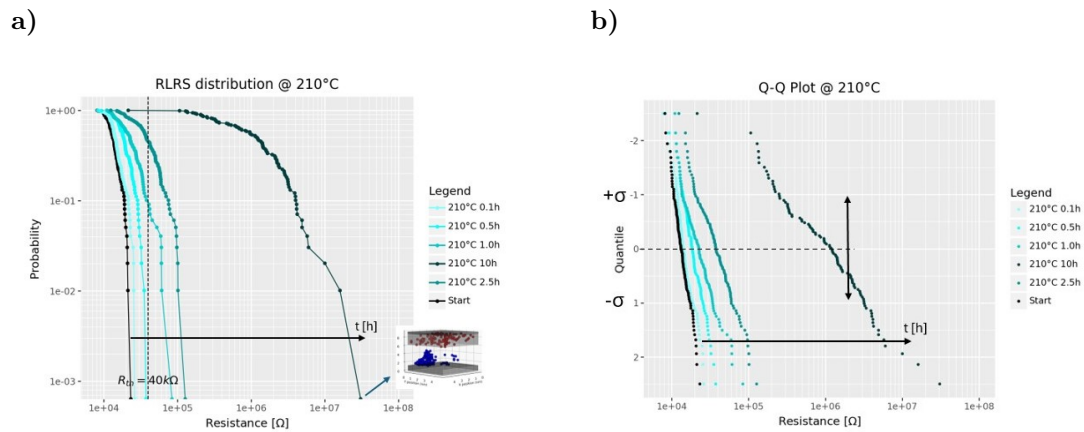 a)
RLRS distribution @ 210°C
1e+00
1e-01
1e-02
1e-03
Probability
t [h]
R_th = 40kΩ
1e+04 1e+05 1e+06 1e+07 1e+08
Resistance [Ω]
Legend
210°C 0.1h
210°C 0.5h
210°C 1.0h
210°C 10h
210°C 2.5h
Start
b)
Q-Q Plot @ 210°C
-2
-1
0
1
2
+σ
-σ
Quantile
t [h]
1e+04 1e+05 1e+06 1e+07 1e+08
Resistance [Ω]
Legend
210°C 0.1h
210°C 0.5h
210°C 1.0h
210°C 10h
210°C 2.5h
Start